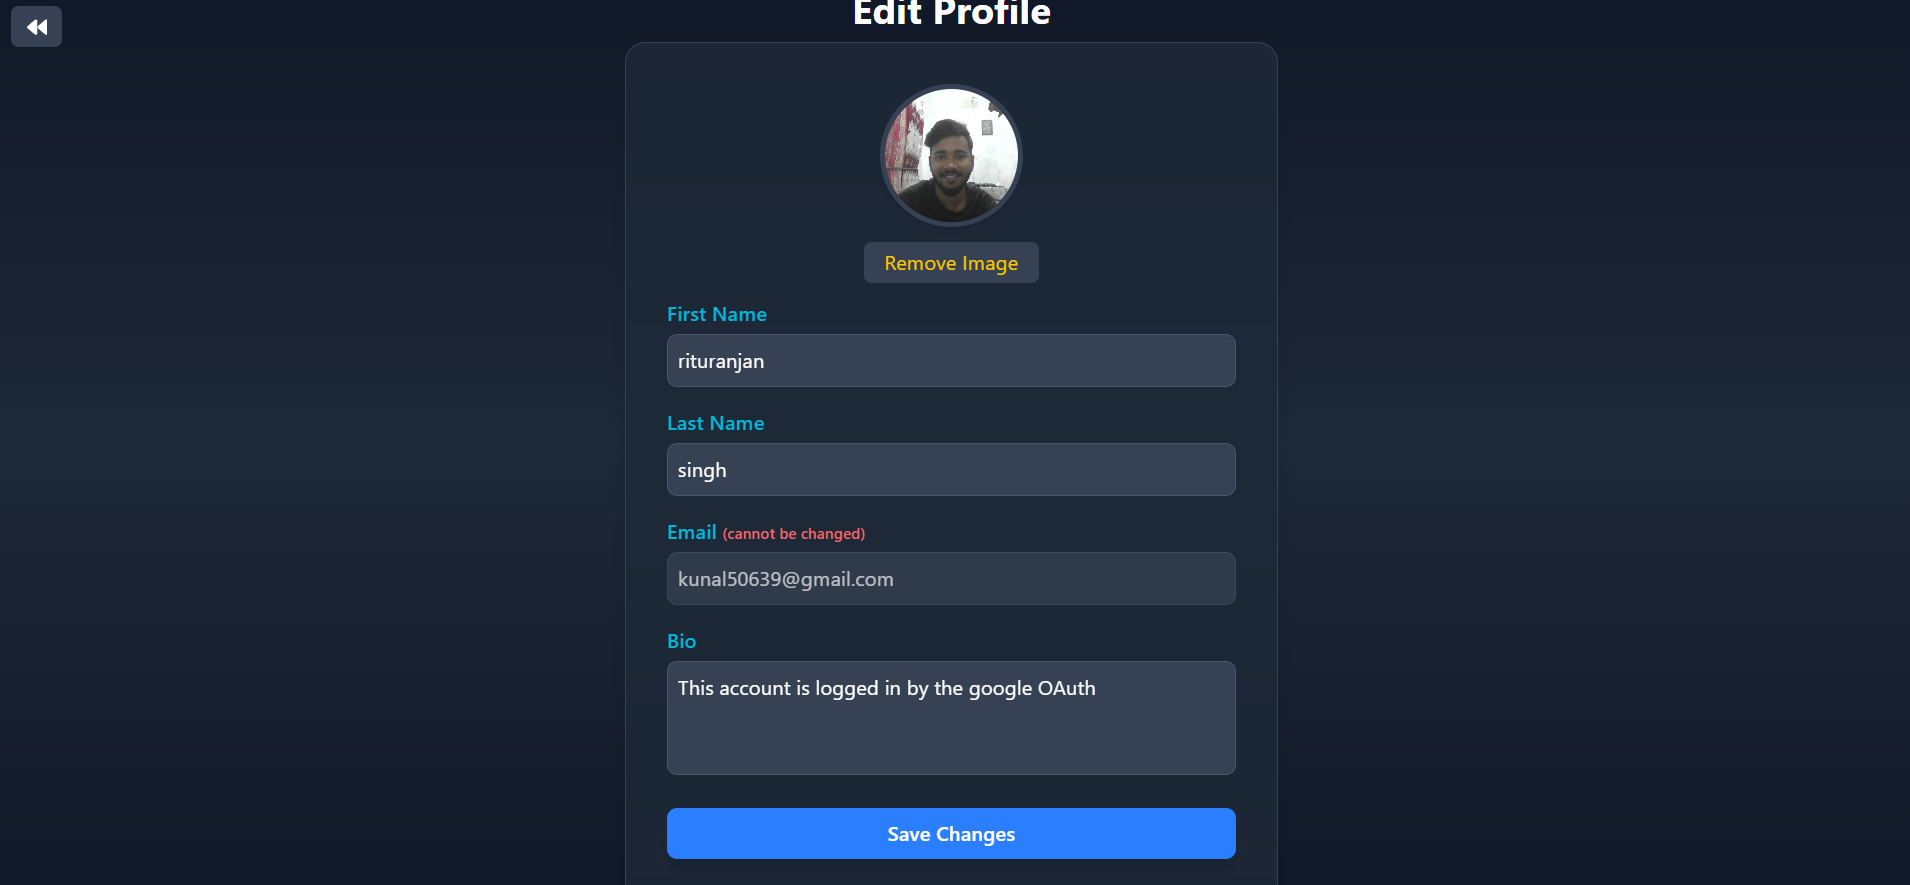 Edit Profile
Remove Image
First Name
rituranjan
Last Name
singh
Email (cannot be changed)
kunal50639@gmail.com
Bio
This account is logged in by the google OAuth
Save Changes